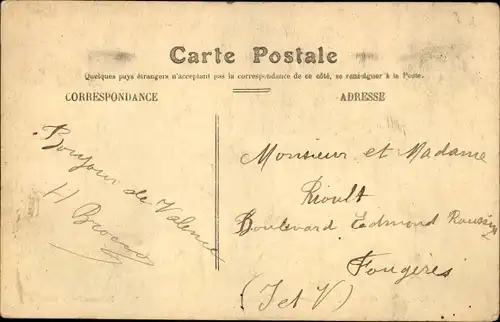 Carte Postale
Quelques pays étrangers n'acceptant pas la correspondance de ce côté, se renseigner à la Poste.
CORRESPONDANCE
ADRESSE
Bonjour de Valence
H
Monsieur et Madame
Rioult
Boulevard Edmond
Fougères
(I et V)